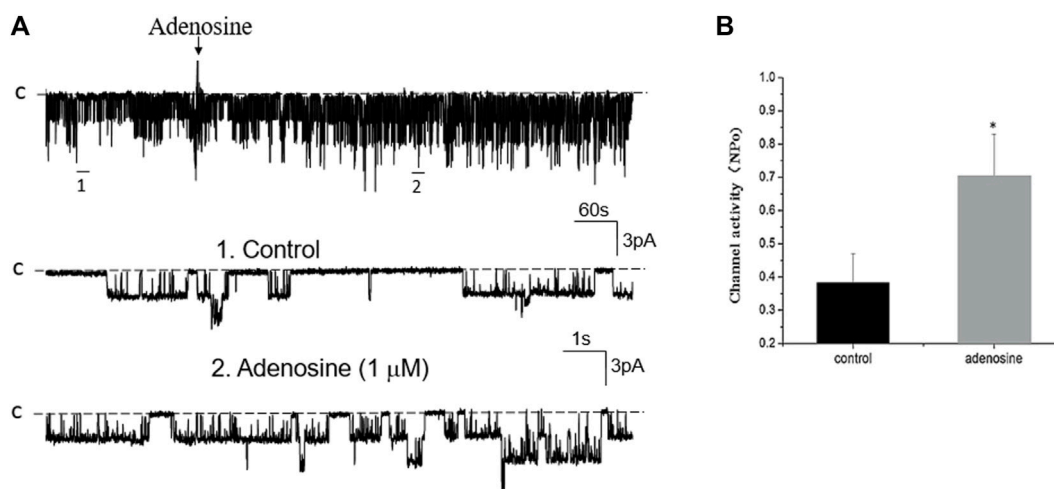 A
Adenosine
C
1
2
60s
3pA
1. Control
C
1s
3pA
2. Adenosine (1 μM)
C
B
Channel activity (NPo)
1.0
0.9
0.8
0.7
0.6
0.5
0.4
0.3
0.2
*
control
adenosine